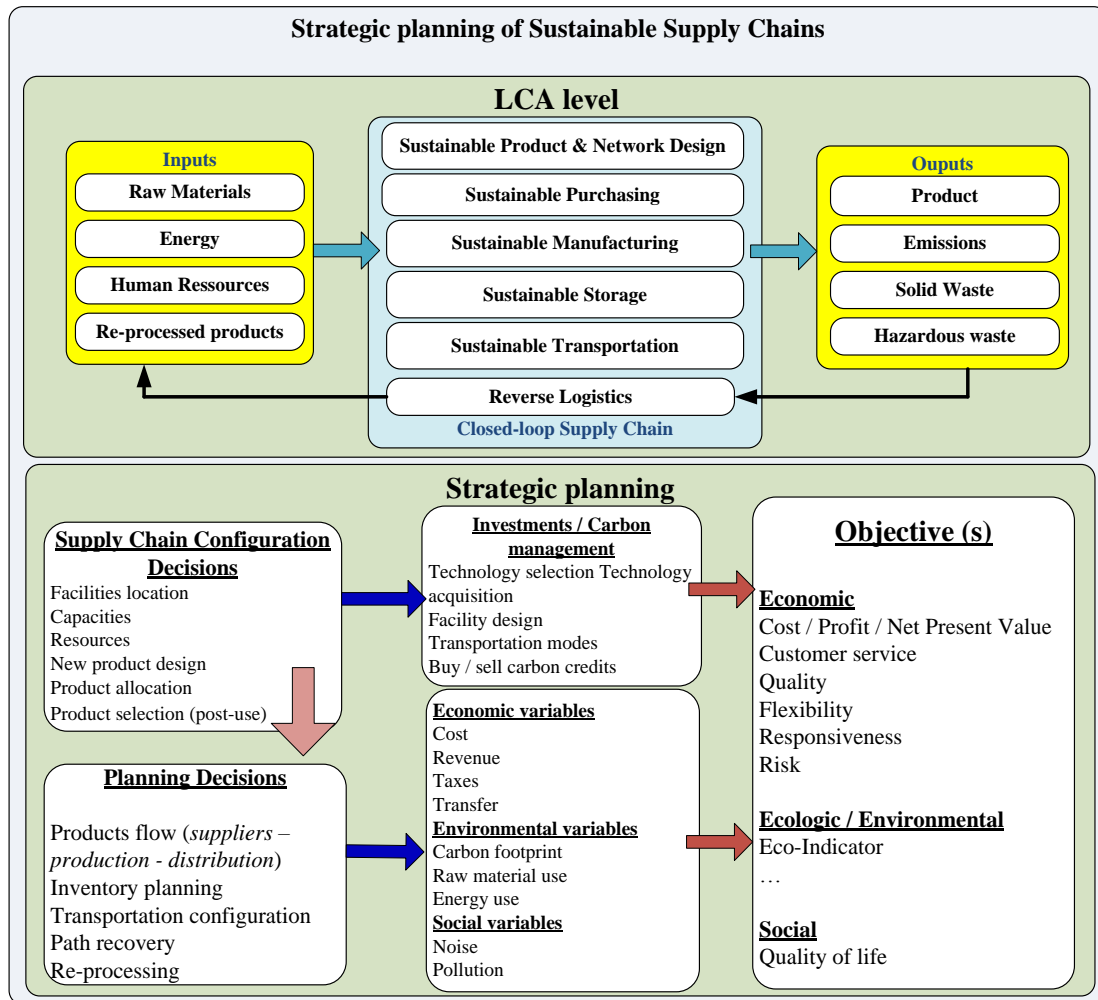 Strategic planning of Sustainable Supply Chains
LCA level
Inputs
Raw Materials
Energy
Human Ressources
Re-processed products
Sustainable Product & Network Design
Sustainable Purchasing
Sustainable Manufacturing
Sustainable Storage
Sustainable Transportation
Reverse Logistics
Closed-loop Supply Chain
Ouputs
Product
Emissions
Solid Waste
Hazardous waste
Strategic planning
Supply Chain Configuration
Decisions
Facilities location
Capacities
Resources
New product design
Product allocation
Product selection (post-use)
Planning Decisions
Products flow (suppliers –
production - distribution)
Inventory planning
Transportation configuration
Path recovery
Re-processing
Investments / Carbon
management
Technology selection Technology
acquisition
Facility design
Transportation modes
Buy / sell carbon credits
Economic variables
Cost
Revenue
Taxes
Transfer
Environmental variables
Carbon footprint
Raw material use
Energy use
Social variables
Noise
Pollution
Objective (s)
Economic
Cost / Profit / Net Present Value
Customer service
Quality
Flexibility
Responsiveness
Risk
Ecologic / Environmental
Eco-Indicator
…
Social
Quality of life